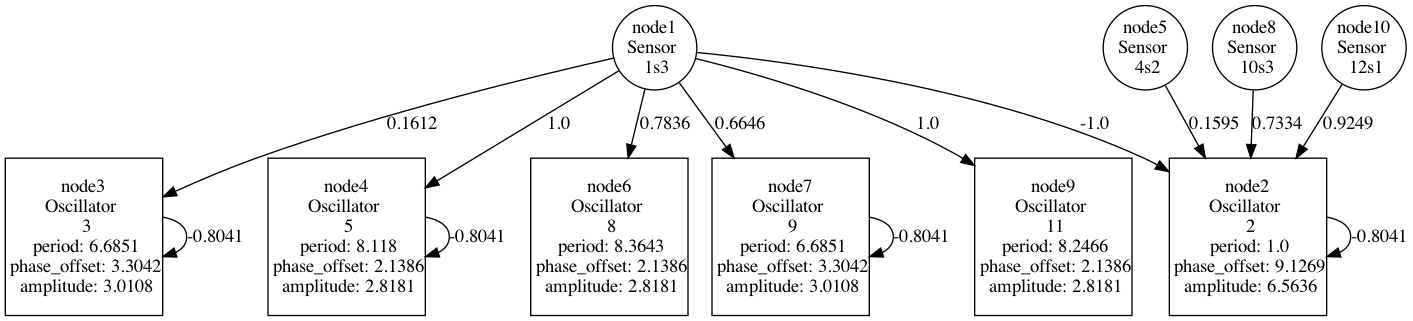 node1
Sensor
1s3
node5
Sensor
4s2
node8
Sensor
10s3
node10
Sensor
12s1
0.1612
1.0
0.7836
0.6646
1.0
-1.0
0.1595
0.7334
0.9249
node3
Oscillator
3
period: 6.6851
phase_offset: 3.3042
amplitude: 3.0108
-0.8041
node4
Oscillator
5
period: 8.118
phase_offset: 2.1386
amplitude: 2.8181
-0.8041
node6
Oscillator
8
period: 8.3643
phase_offset: 2.1386
amplitude: 2.8181
node7
Oscillator
9
period: 6.6851
phase_offset: 3.3042
amplitude: 3.0108
-0.8041
node9
Oscillator
11
period: 8.2466
phase_offset: 2.1386
amplitude: 2.8181
node2
Oscillator
2
period: 1.0
phase_offset: 9.1269
amplitude: 6.5636
-0.8041